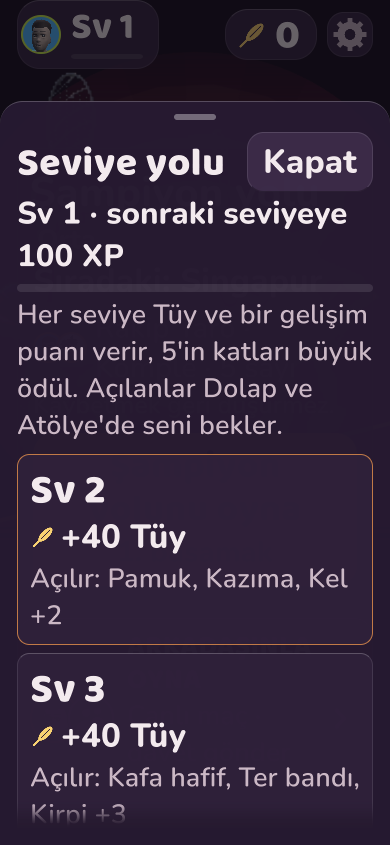 Sv 1
0
Seviye yolu
Kapat
Sv 1 · sonraki seviyeye
100 XP
Her seviye Tüy ve bir gelişim
puanı verir, 5'in katları büyük
ödül. Açılanlar Dolap ve
Atölye'de seni bekler.
Sv 2
+40 Tüy
Açılır: Pamuk, Kazıma, Kel
+2
Sv 3
+40 Tüy
Açılır: Kafa hafif, Ter bandı,
Kirpi +3